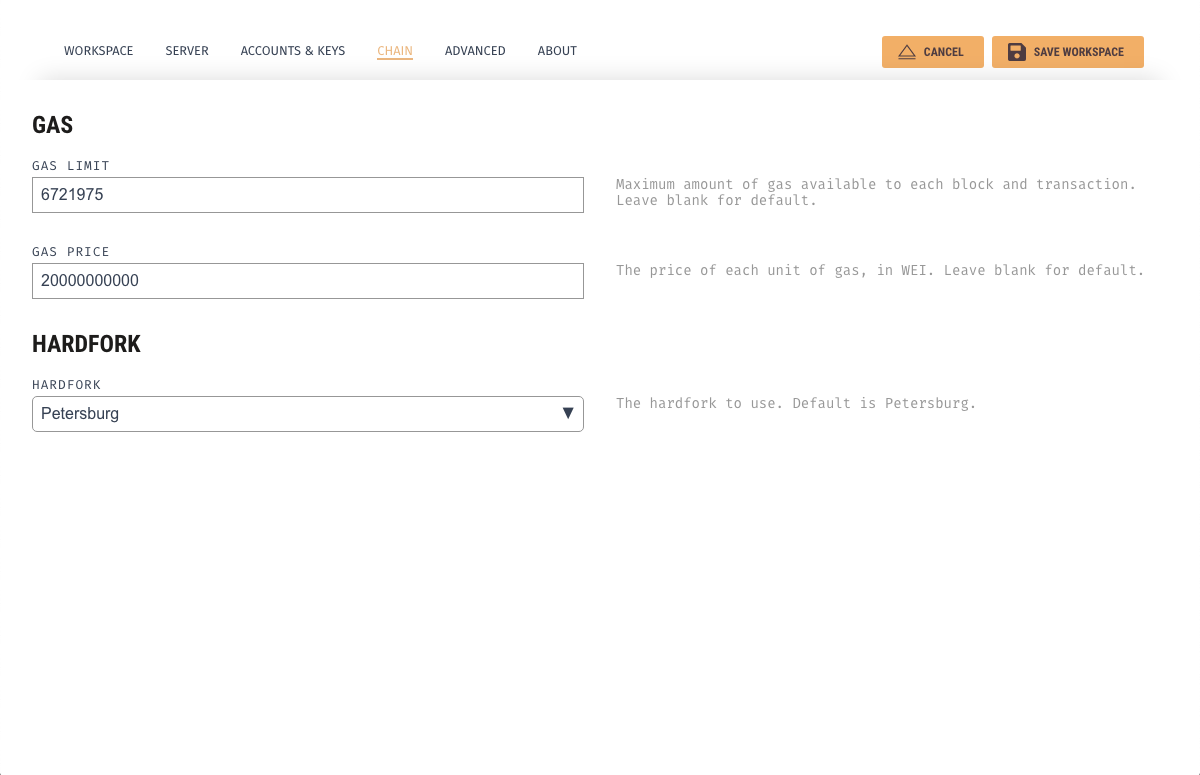 WORKSPACE SERVER ACCOUNTS & KEYS CHAIN ADVANCED ABOUT CANCEL SAVE WORKSPACE
GAS
GAS LIMIT
6721975
Maximum amount of gas available to each block and transaction.
Leave blank for default.
GAS PRICE
20000000000
The price of each unit of gas, in WEI. Leave blank for default.
HARDFORK
HARDFORK
Petersburg
The hardfork to use. Default is Petersburg.